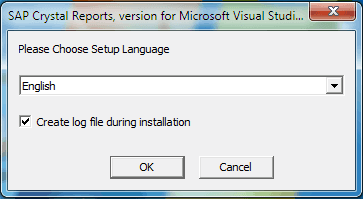 SAP Crystal Reports, version for Microsoft Visual Studi...
Please Choose Setup Language
English
Create log file during installation
OK
Cancel